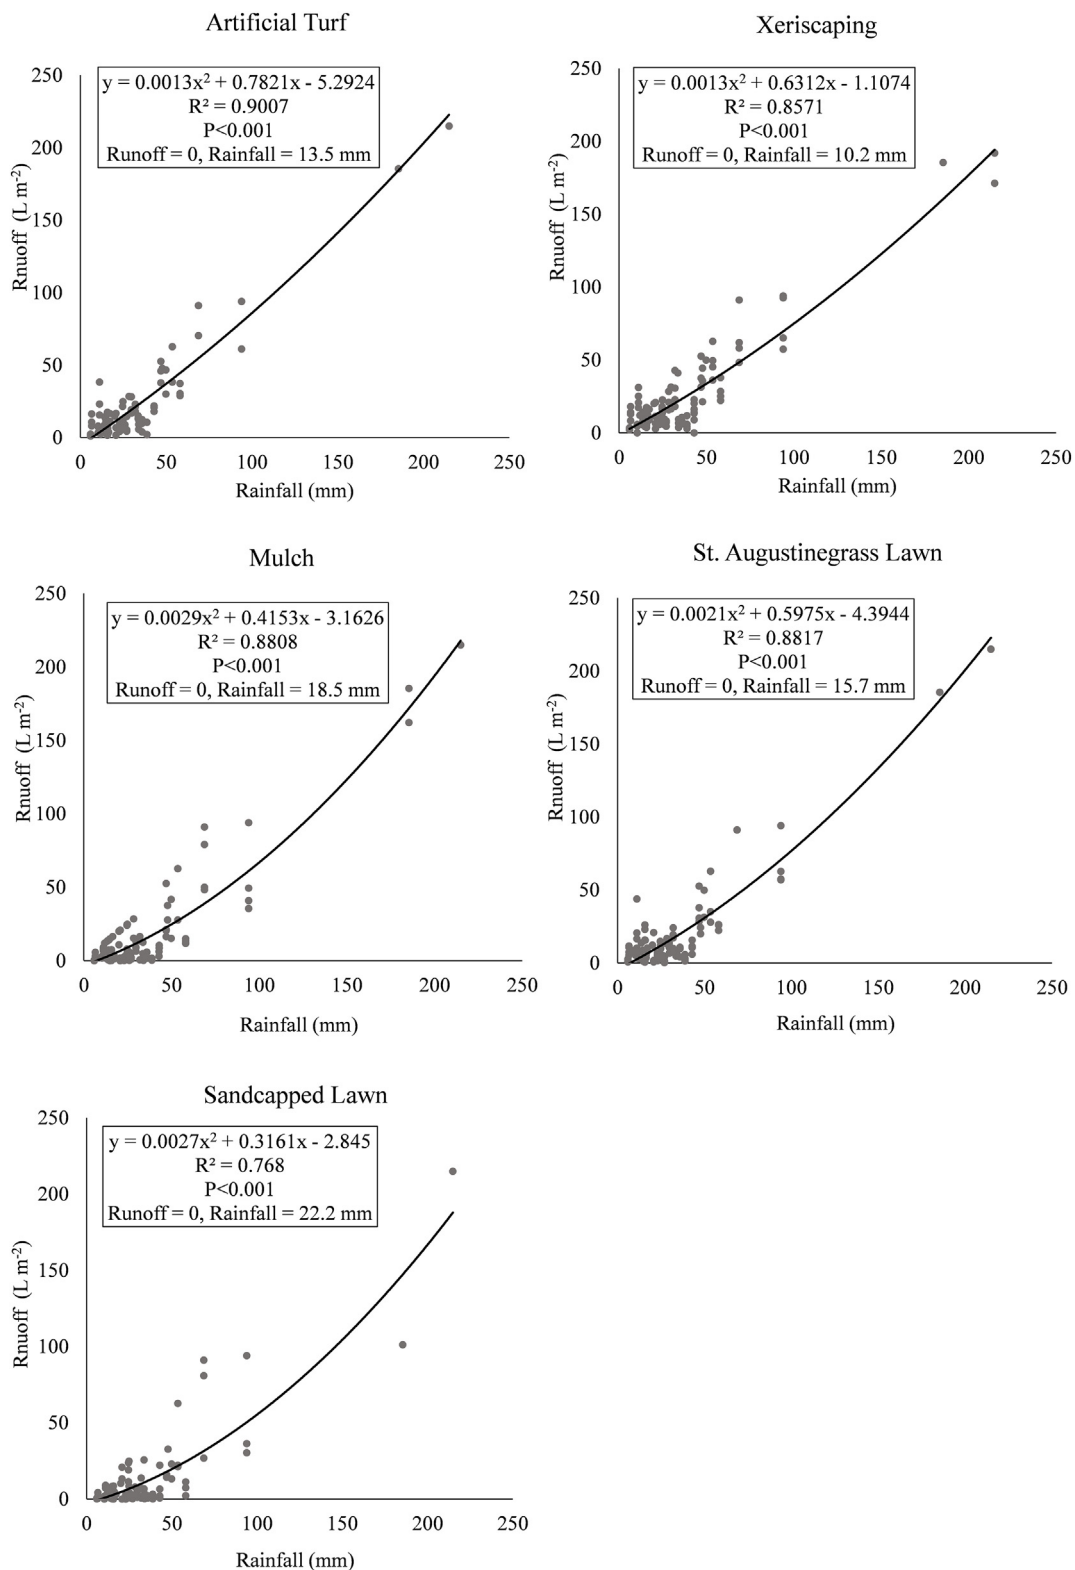 Artificial Turf
y = 0.0013x² + 0.7821x - 5.2924
R² = 0.9007
P<0.001
Runoff = 0, Rainfall = 13.5 mm
Rnuoff (L m⁻²)
250
200
150
100
50
0
0 50 100 150 200 250
Rainfall (mm)
Xeriscaping
y = 0.0013x² + 0.6312x - 1.1074
R² = 0.8571
P<0.001
Runoff = 0, Rainfall = 10.2 mm
Rnuoff (L m⁻²)
250
200
150
100
50
0
0 50 100 150 200 250
Rainfall (mm)
Mulch
y = 0.0029x² + 0.4153x - 3.1626
R² = 0.8808
P<0.001
Runoff = 0, Rainfall = 18.5 mm
Rnuoff (L m⁻²)
250
200
150
100
50
0
0 50 100 150 200 250
Rainfall (mm)
St. Augustinegrass Lawn
y = 0.0021x² + 0.5975x - 4.3944
R² = 0.8817
P<0.001
Runoff = 0, Rainfall = 15.7 mm
Rnuoff (L m⁻²)
250
200
150
100
50
0
0 50 100 150 200 250
Rainfall (mm)
Sandcapped Lawn
y = 0.0027x² + 0.3161x - 2.845
R² = 0.768
P<0.001
Runoff = 0, Rainfall = 22.2 mm
Rnuoff (L m⁻²)
250
200
150
100
50
0
0 50 100 150 200 250
Rainfall (mm)